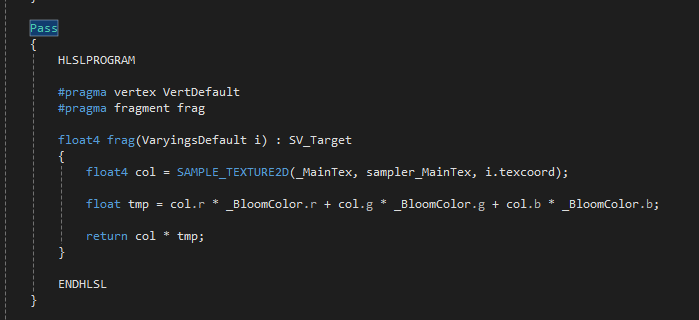 Pass
{
HLSLPROGRAM
#pragma vertex VertDefault
#pragma fragment frag
float4 frag(VaryingsDefault i) : SV_Target
{
float4 col = SAMPLE_TEXTURE2D(_MainTex, sampler_MainTex, i.texcoord);
float tmp = col.r * _BloomColor.r + col.g * _BloomColor.g + col.b * _BloomColor.b;
return col * tmp;
}
ENDHLSL
}